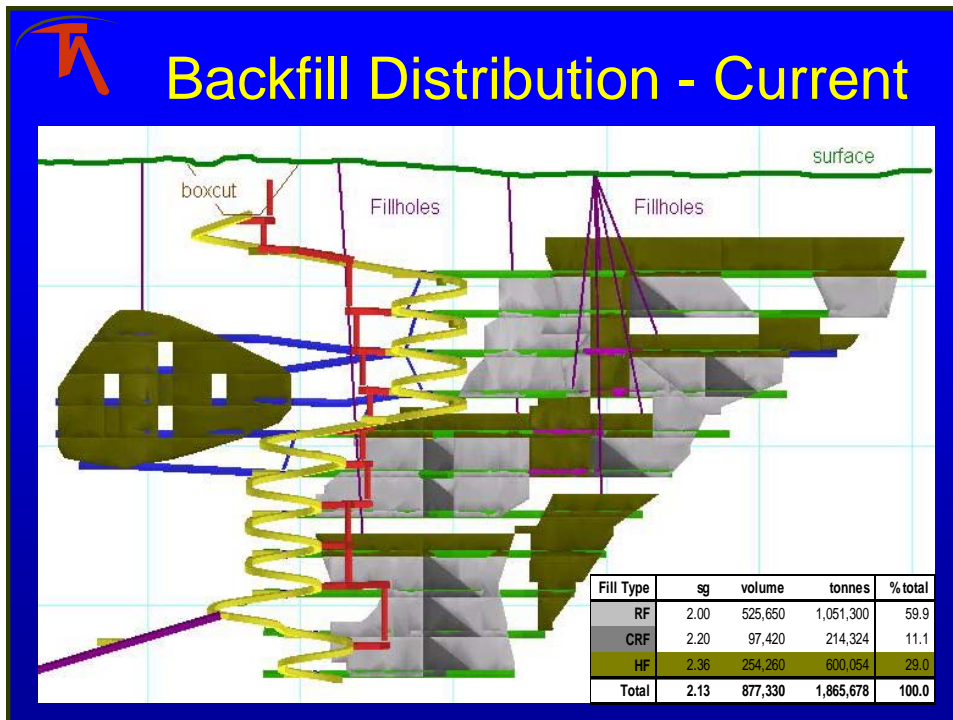 Backfill Distribution - Current
surface
boxcut
Fillholes
Fillholes
Fill Type sg volume tonnes % total
RF 2.00 525,650 1,051,300 59.9
CRF 2.20 97,420 214,324 11.1
HF 2.36 254,260 600,054 29.0
Total 2.13 877,330 1,865,678 100.0